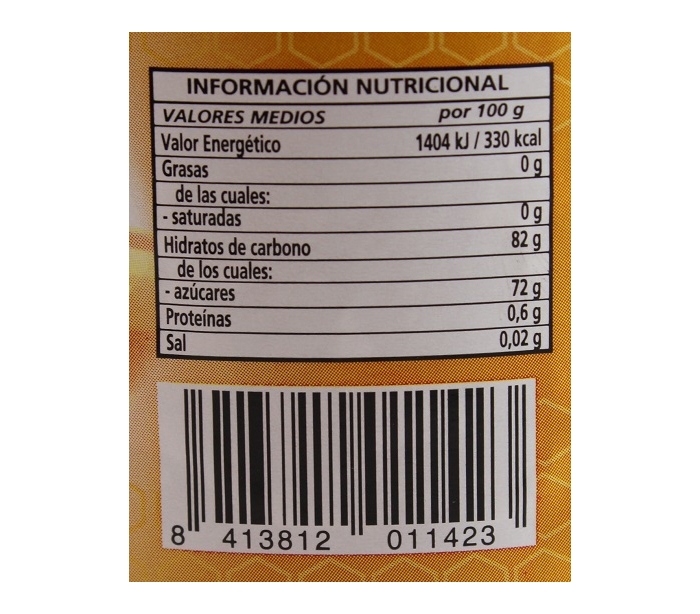 INFORMACIÓN NUTRICIONAL
VALORES MEDIOS por 100 g
Valor Energético 1404 kJ / 330 kcal
Grasas 0 g
de las cuales:
- saturadas 0 g
Hidratos de carbono 82 g
de los cuales:
- azúcares 72 g
Proteínas 0,6 g
Sal 0,02 g
8 413812 011423